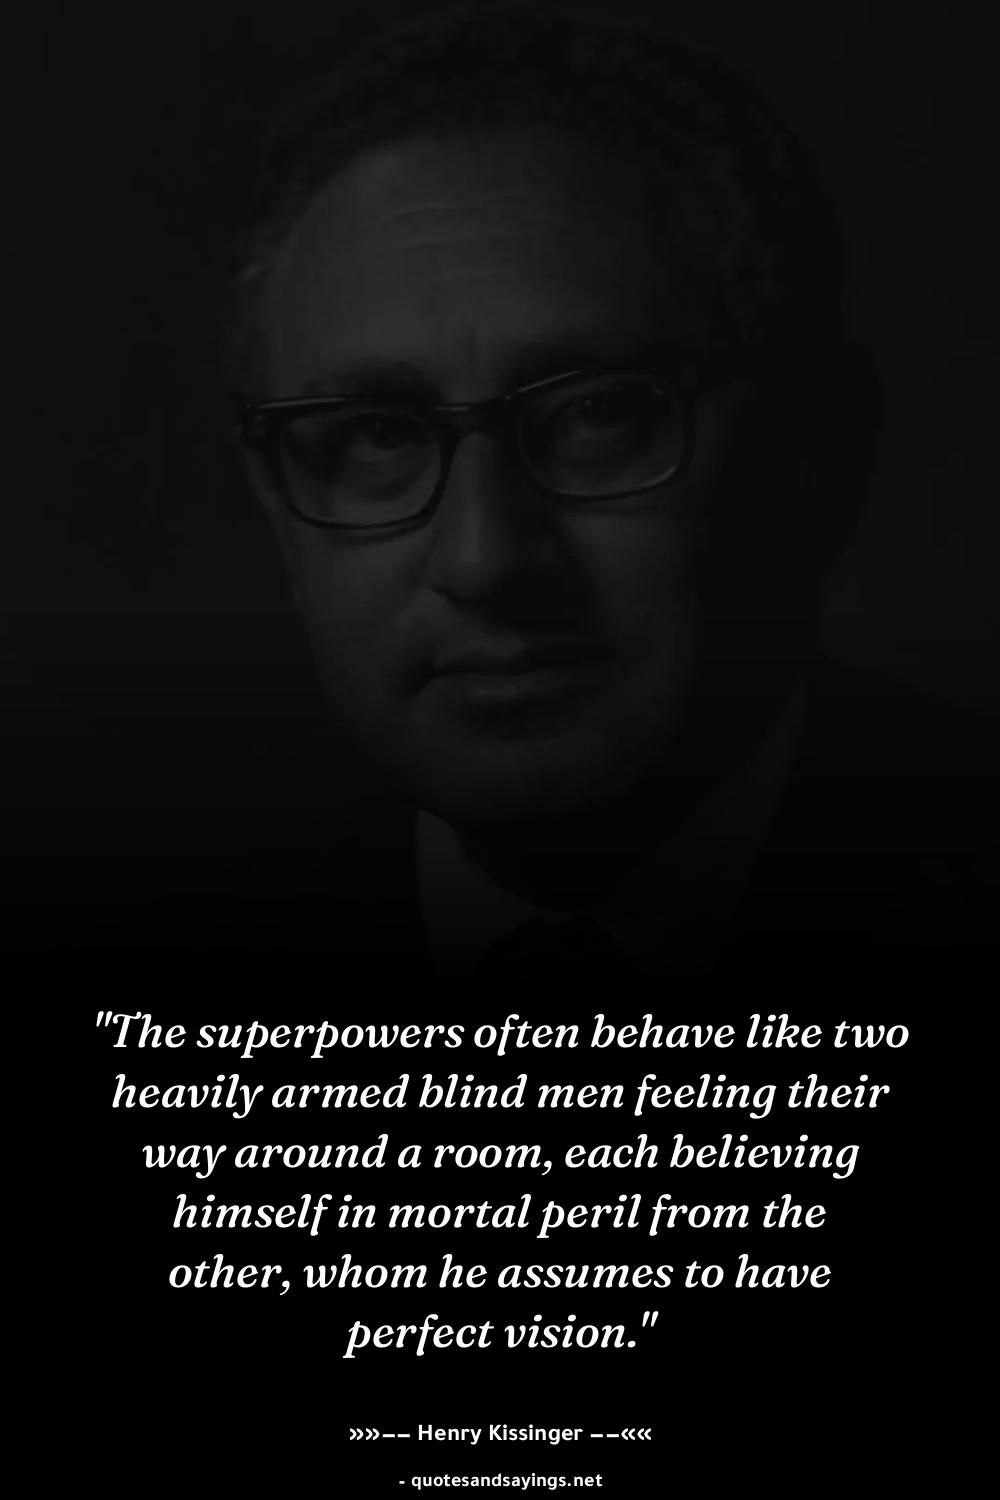 "The superpowers often behave like two
heavily armed blind men feeling their
way around a room, each believing
himself in mortal peril from the
other, whom he assumes to have
perfect vision."
»»−− Henry Kissinger −−««
- quotesandsayings.net